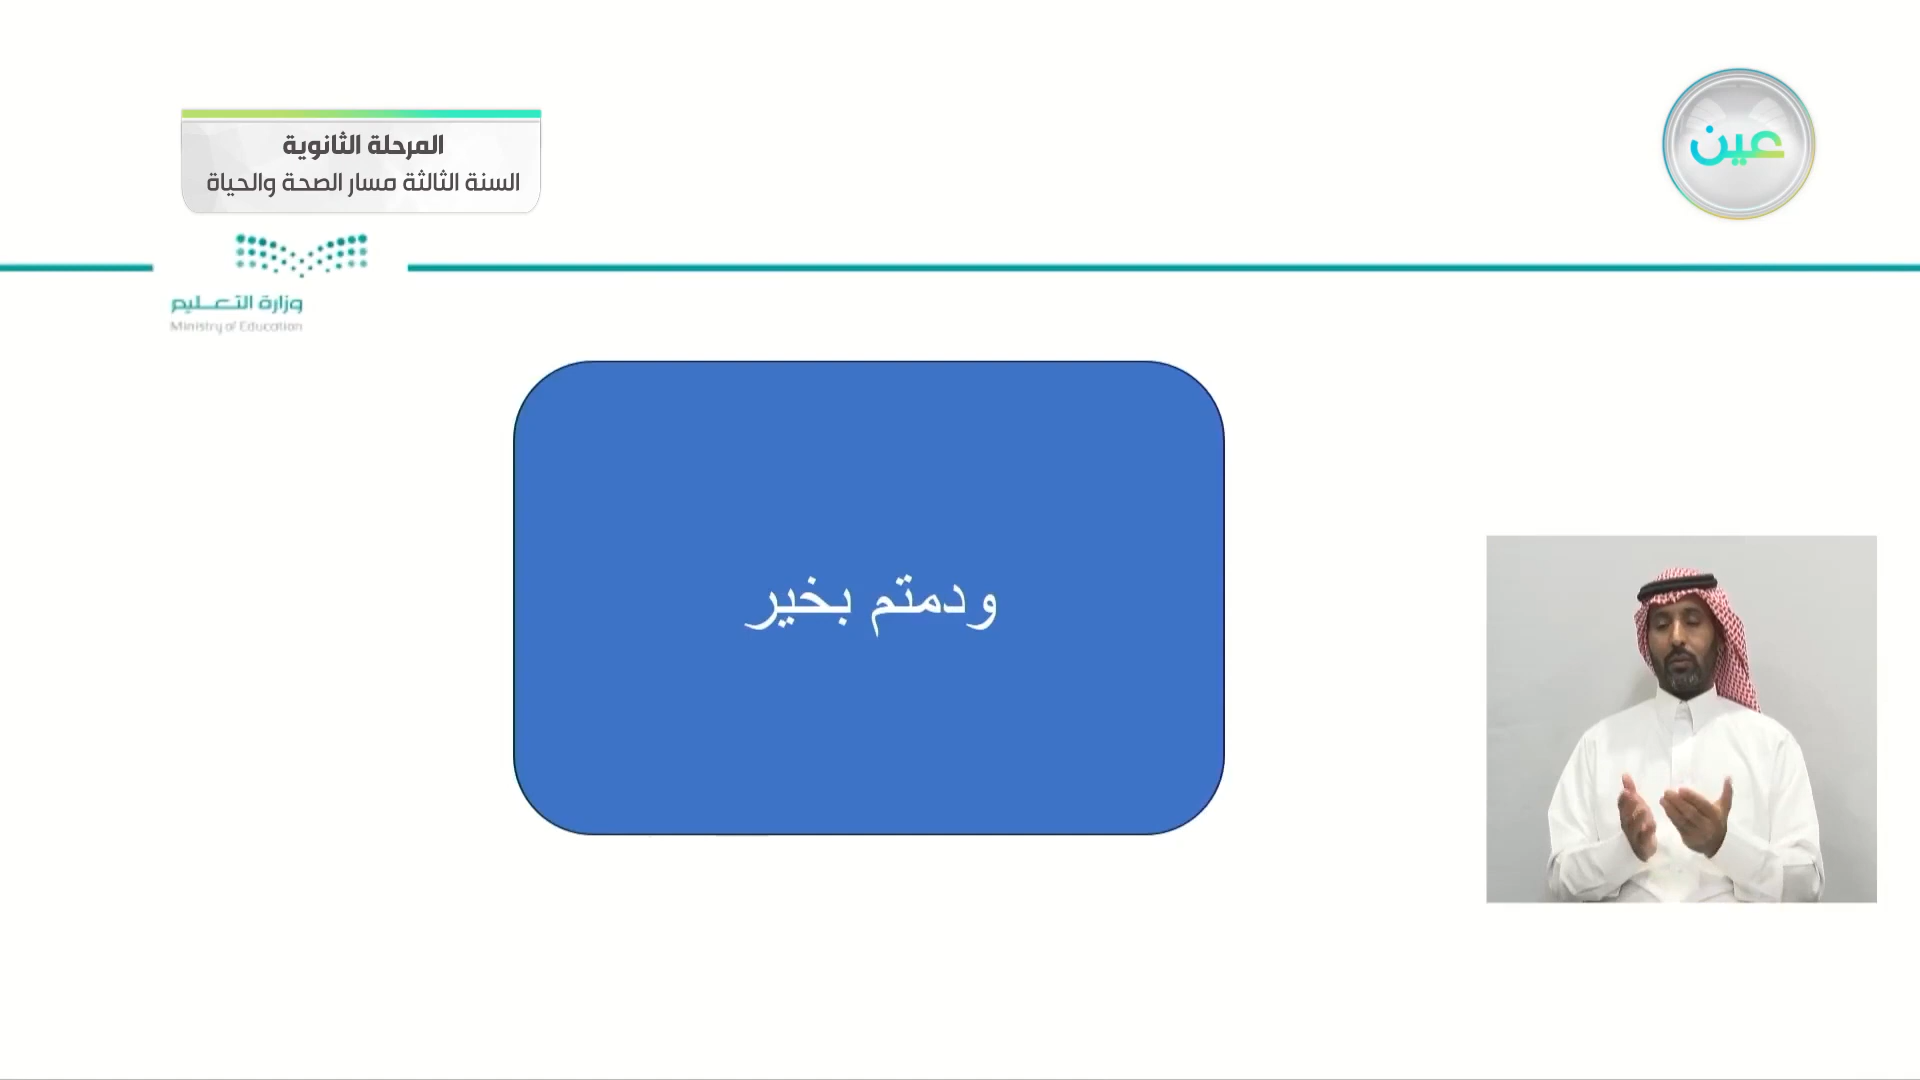 المرحلة الثانوية
السنة الثالثة مسار الصحة والحياة
عين
وزارة التعليم
Ministry of Education
ودمتم بخير